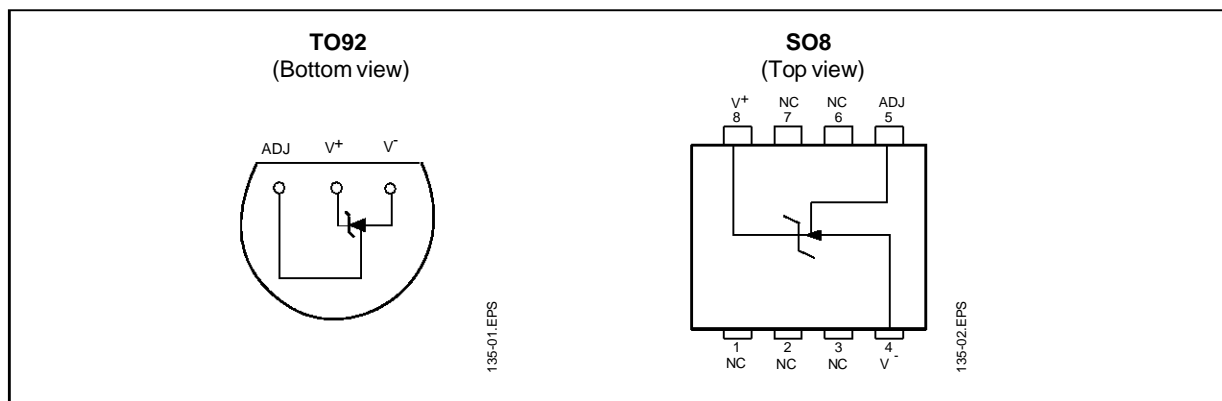 TO92
(Bottom view)
ADJ V+ V-
135-01.EPS
SO8
(Top view)
V+ NC NC ADJ
8 7 6 5
1 2 3 4
NC NC NC V-
135-02.EPS